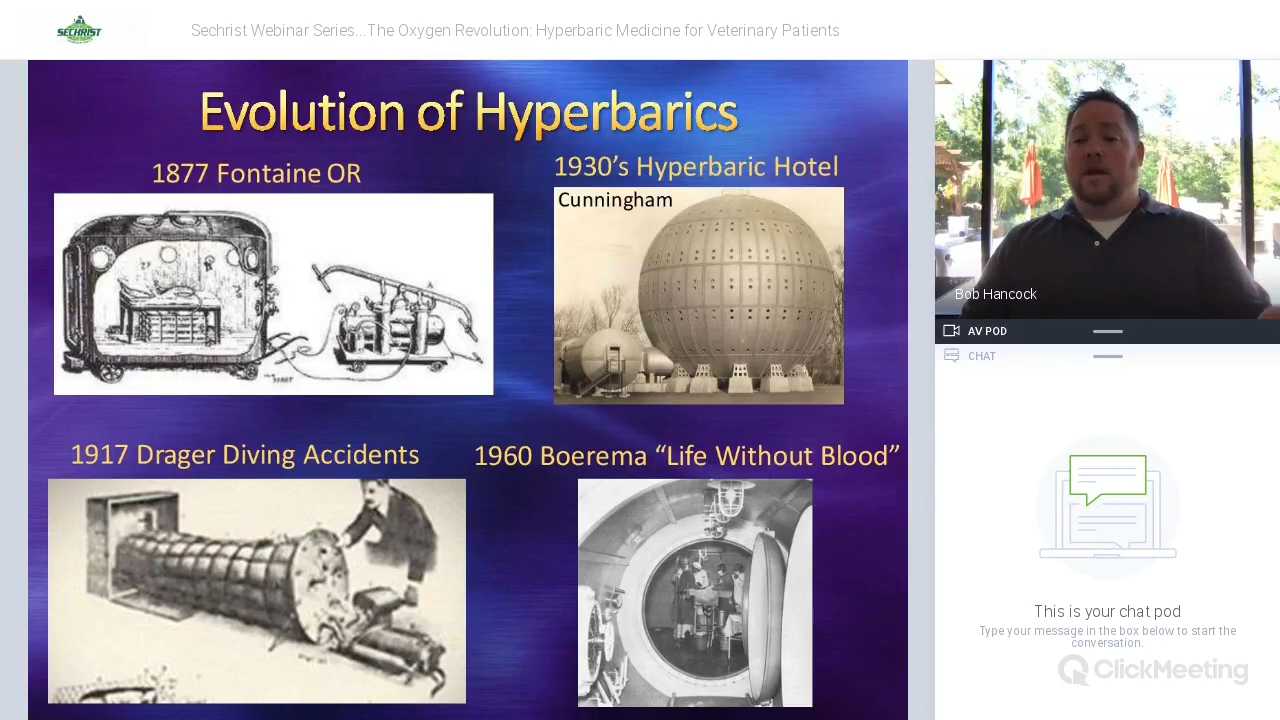 SECHRIST
Sechrist Webinar Series...The Oxygen Revolution: Hyperbaric Medicine for Veterinary Patients
Evolution of Hyperbarics
1877 Fontaine OR
1930’s Hyperbaric Hotel
Cunningham
1917 Drager Diving Accidents
1960 Boerema “Life Without Blood”
Bob Hancock
AV POD
CHAT
This is your chat pod
Type your message in the box below to start the
conversation.
ClickMeeting